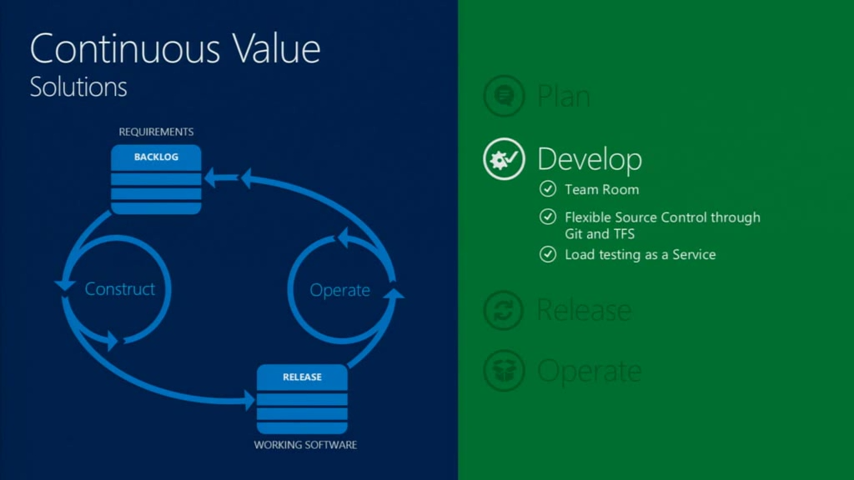 Continuous Value
Solutions
REQUIREMENTS
BACKLOG
Construct
Operate
RELEASE
WORKING SOFTWARE
Plan
Develop
Team Room
Flexible Source Control through
Git and TFS
Load testing as a Service
Release
Operate